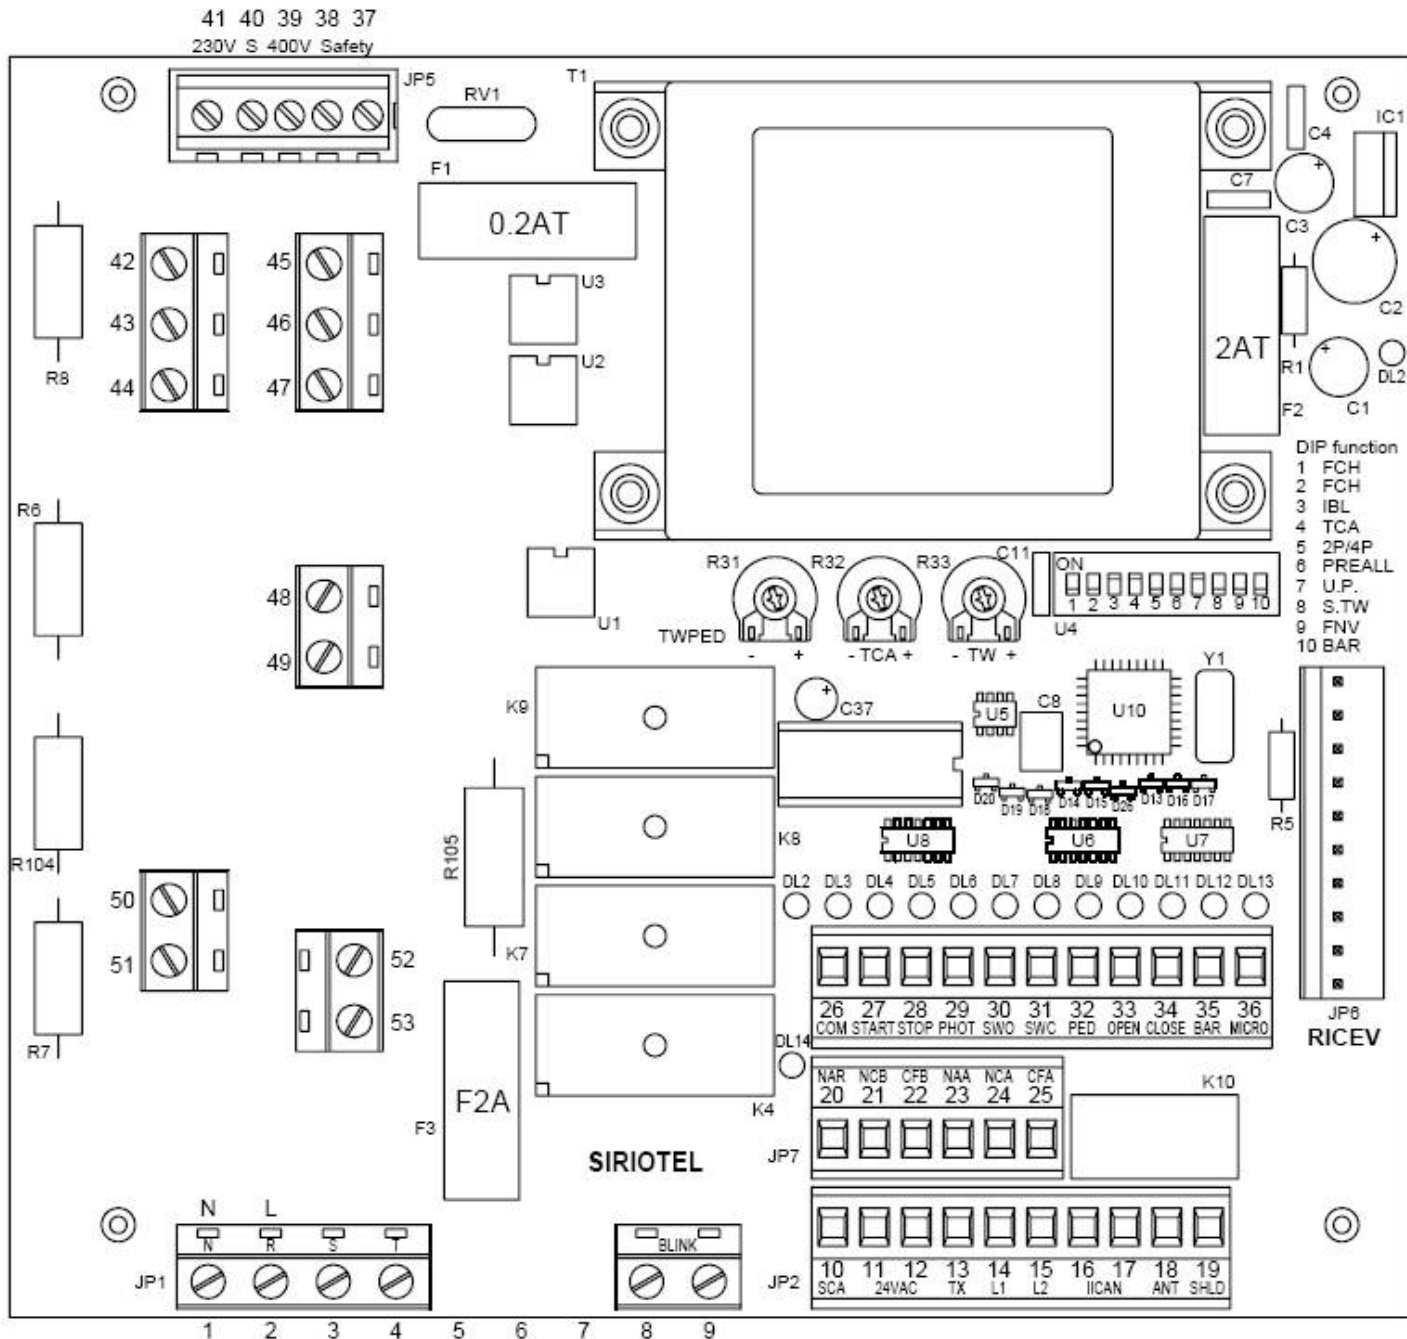 41 40 39 38 37
230V S 400V Safety
JP5
RV1
T1
C4
IC1
F1
0.2AT
C7
C3
C2
R8
42
43
44
45
46
47
U3
U2
2AT
R1
F2
C1
DL2
DIP function
1 FCH
2 FCH
3 IBL
4 TCA
5 2P/4P
6 PREALL
7 U.P.
8 S.TW
9 FNV
10 BAR
R6
48
49
U1
R31
R32
R33
C11
ON
1 2 3 4 5 6 7 8 9 10
U4
TWPED
- +
- TCA +
- TW +
K9
C37
U5
C8
U10
Y1
D20 D19 D18 D14 D15 D26 D13 D16 D17
R5
R104
R105
K8
U8
U6
U7
DL2 DL3 DL4 DL5 DL6 DL7 DL8 DL9 DL10 DL11 DL12 DL13
50
51
52
53
K7
R7
26 27 28 29 30 31 32 33 34 35 36
COM START STOP PHOT SWO SWC PED OPEN CLOSE BAR MICRO
JP6
RICEV
DL14
NAR NCB CFB NAA NCA CFA
20 21 22 23 24 25
K10
K4
F2A
F3
SIRIOTEL
JP7
N L
N R S T
JP1
BLINK
JP2
10 11 12 13 14 15 16 17 18 19
SCA 24VAC TX L1 L2 IICAN ANT SHLD
1 2 3 4 5 6 7 8 9